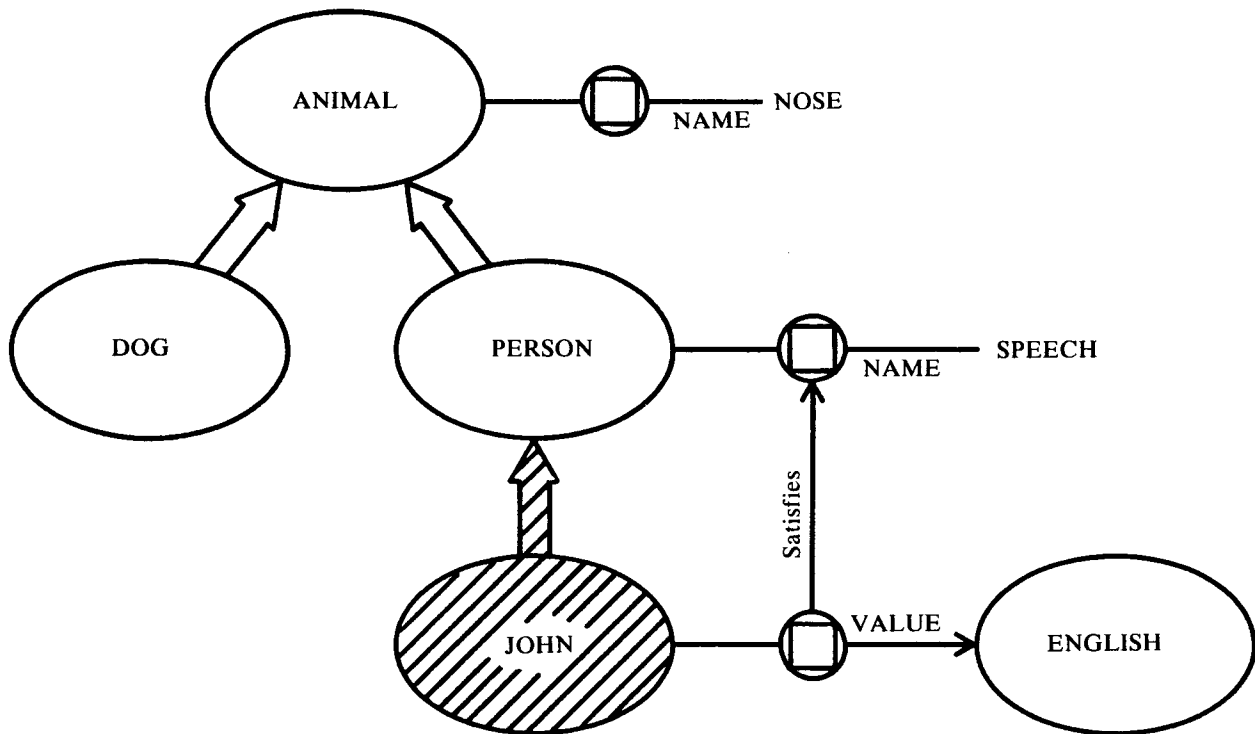 ANIMAL
NOSE
NAME
DOG
PERSON
SPEECH
NAME
Satisfies
JOHN
VALUE
ENGLISH